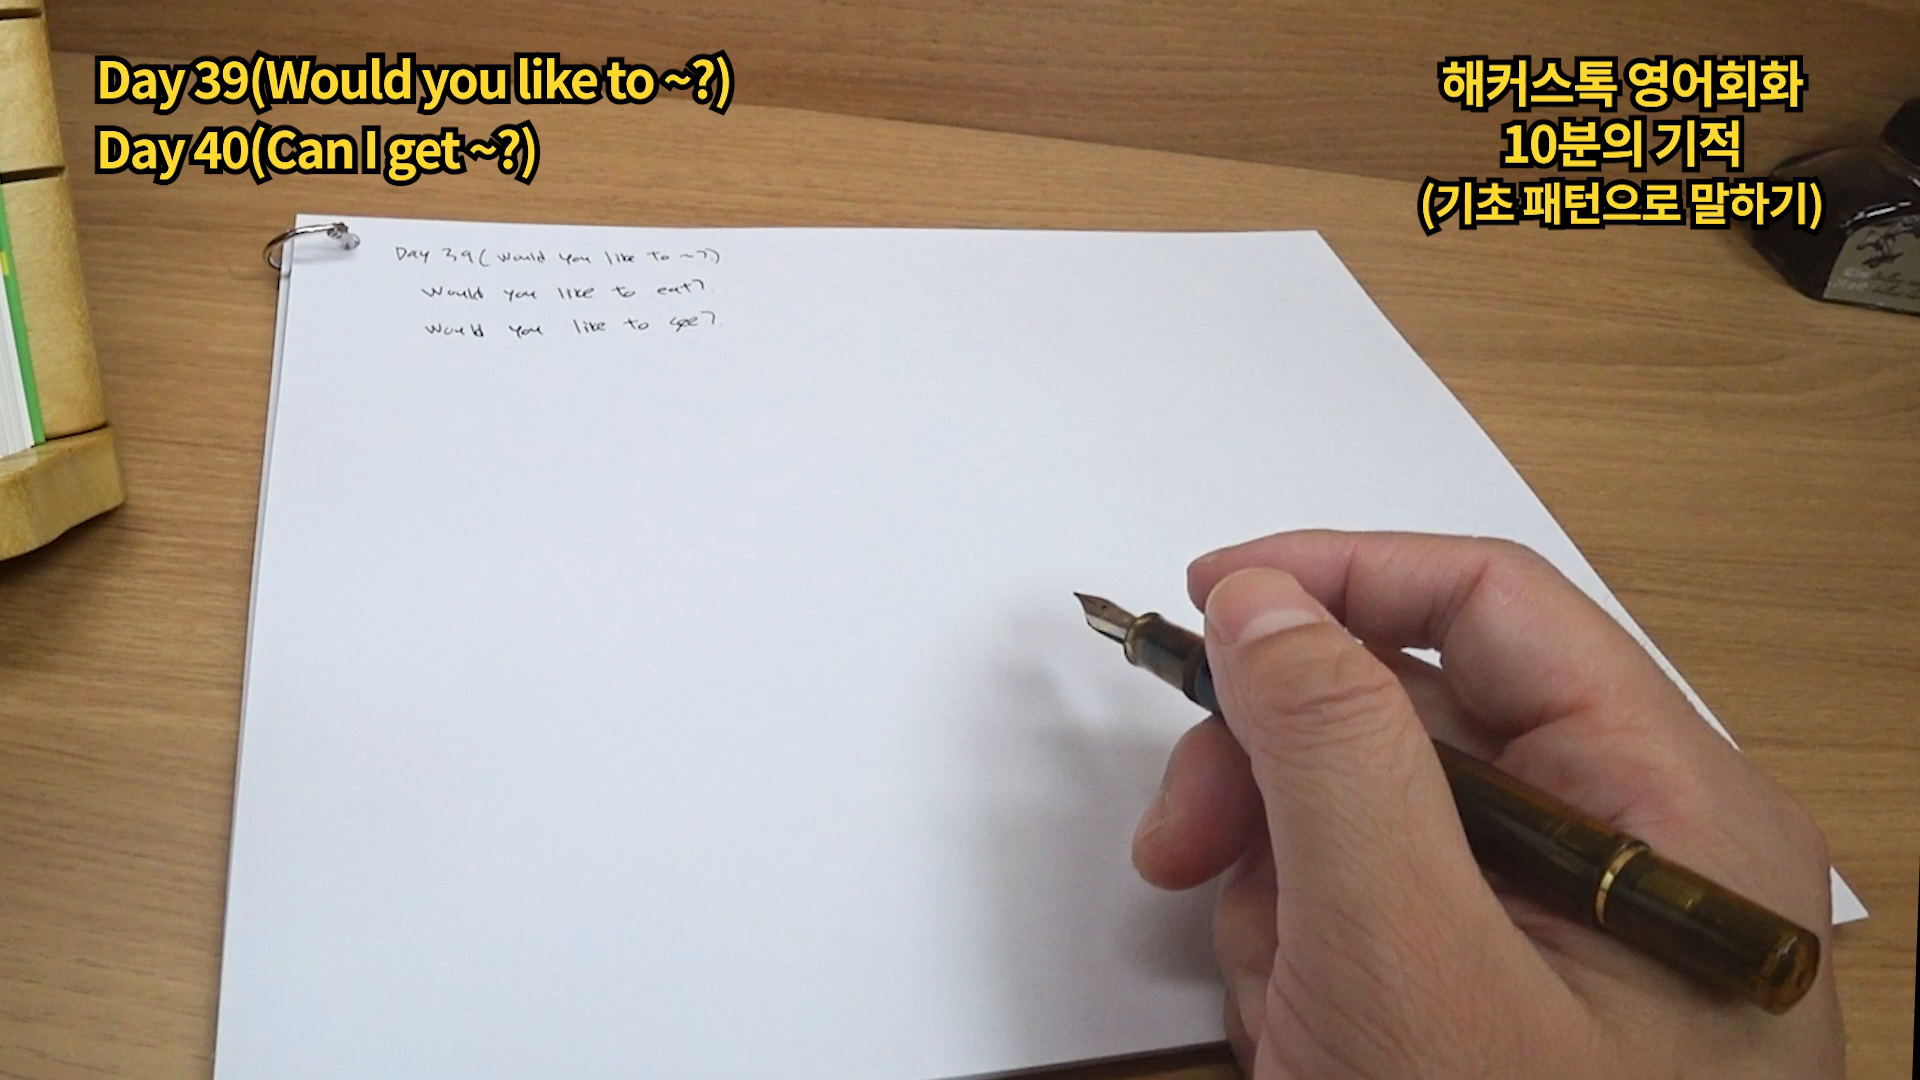 Day 39(Would you like to ~?)
Day 40(Can I get ~?)
해커스톡 영어회화
10분의 기적
(기초 패턴으로 말하기)
Day 39( Would you like to ~?)
Would you like to eat?
Would you like to see?